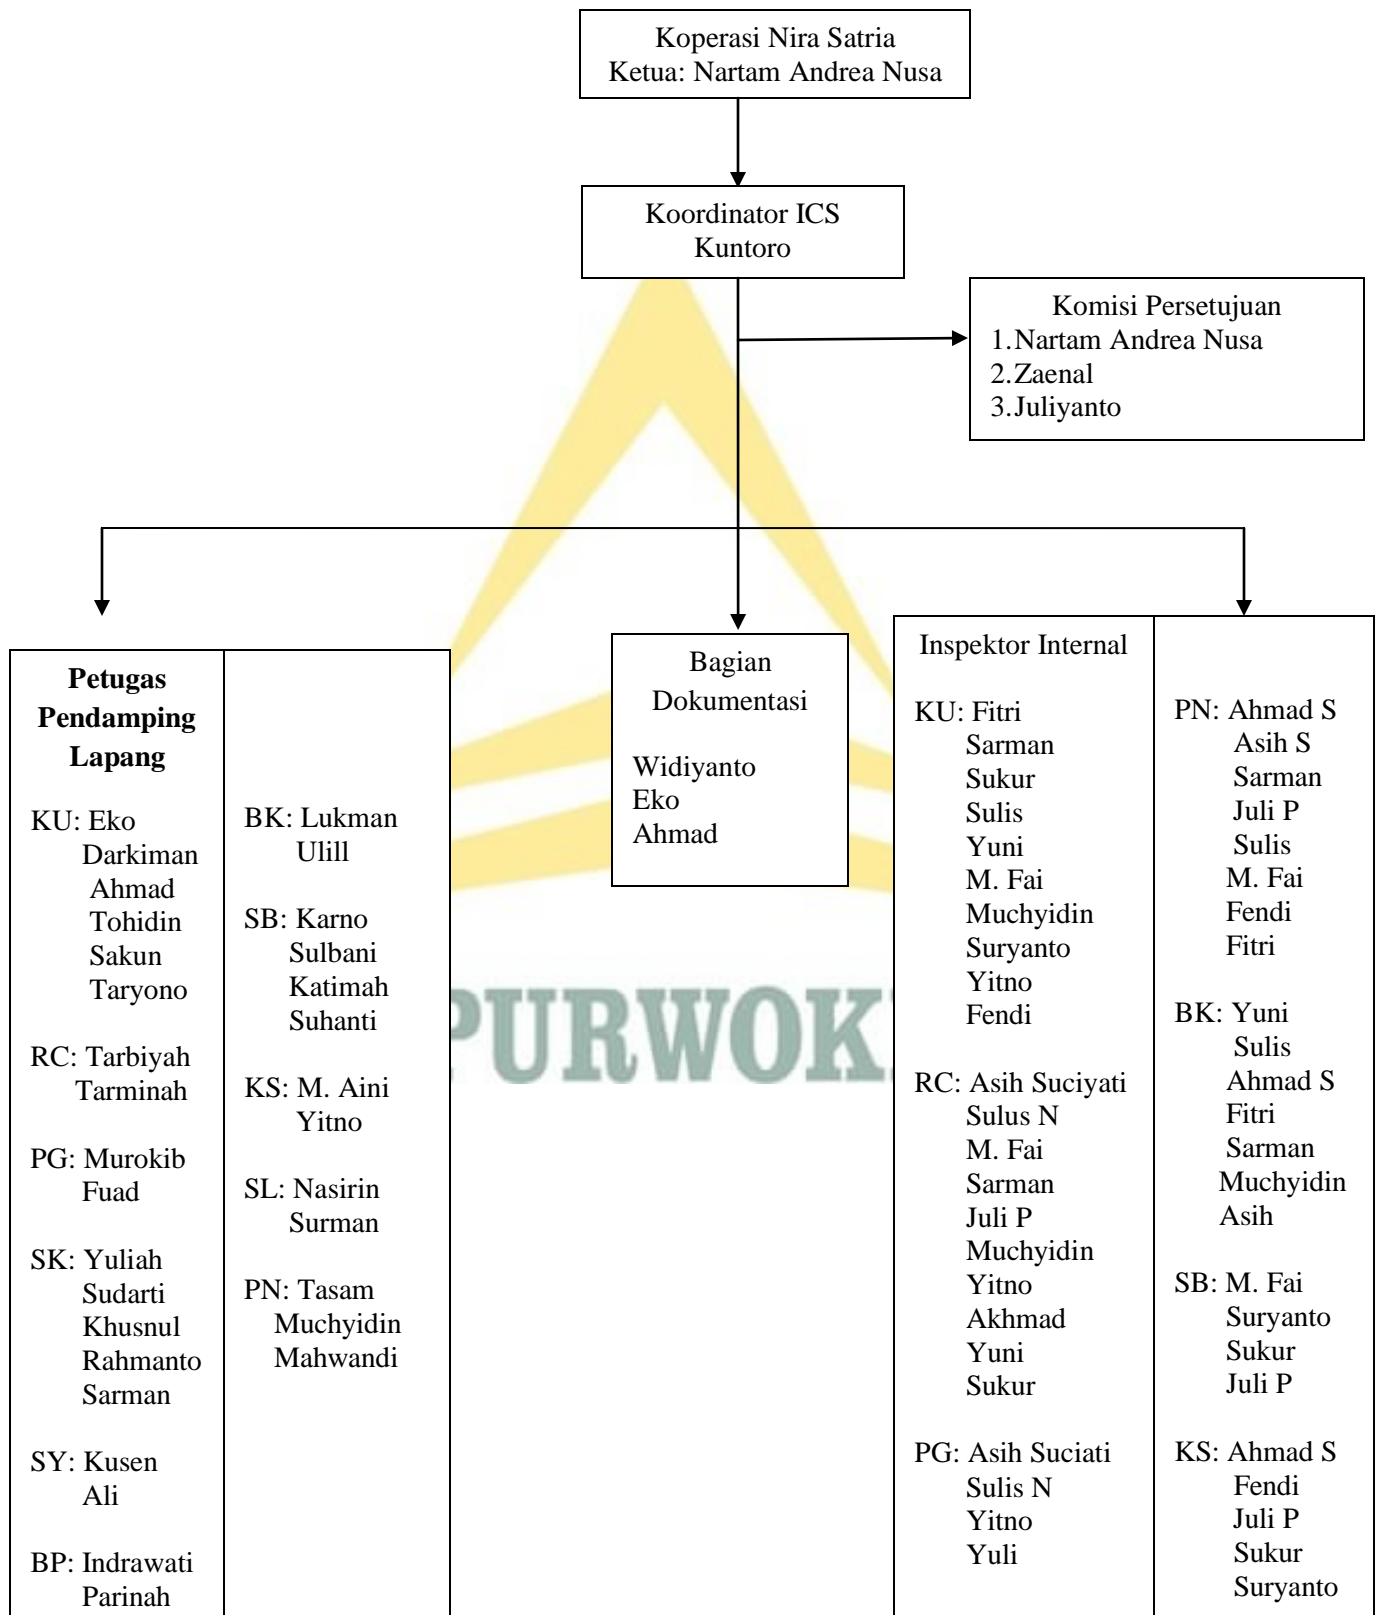 Koperasi Nira Satria
Ketua: Nartam Andrea Nusa
Koordinator ICS
Kuntoro
Komisi Persetujuan
1.Nartam Andrea Nusa
2.Zaenal
3.Juliyanto
Petugas
Pendamping
Lapang
KU: Eko
Darkiman
Ahmad
Tohidin
Sakun
Taryono
RC: Tarbiyah
Tarminah
PG: Murokib
Fuad
SK: Yuliah
Sudarti
Khusnul
Rahmanto
Sarman
SY: Kusen
Ali
BP: Indrawati
Parinah
BK: Lukman
Ulill
SB: Karno
Sulbani
Katimah
Suhanti
KS: M. Aini
Yitno
SL: Nasirin
Surman
PN: Tasam
Muchyidin
Mahwandi
Bagian
Dokumentasi
Widiyanto
Eko
Ahmad
Inspektor Internal
KU: Fitri
Sarman
Sukur
Sulis
Yuni
M. Fai
Muchyidin
Suryanto
Yitno
Fendi
RC: Asih Suciyati
Sulus N
M. Fai
Sarman
Juli P
Muchyidin
Yitno
Akhmad
Yuni
Sukur
PG: Asih Suciati
Sulis N
Yitno
Yuli
PN: Ahmad S
Asih S
Sarman
Juli P
Sulis
M. Fai
Fendi
Fitri
BK: Yuni
Sulis
Ahmad S
Fitri
Sarman
Muchyidin
Asih
SB: M. Fai
Suryanto
Sukur
Juli P
KS: Ahmad S
Fendi
Juli P
Sukur
Suryanto
PURWOK